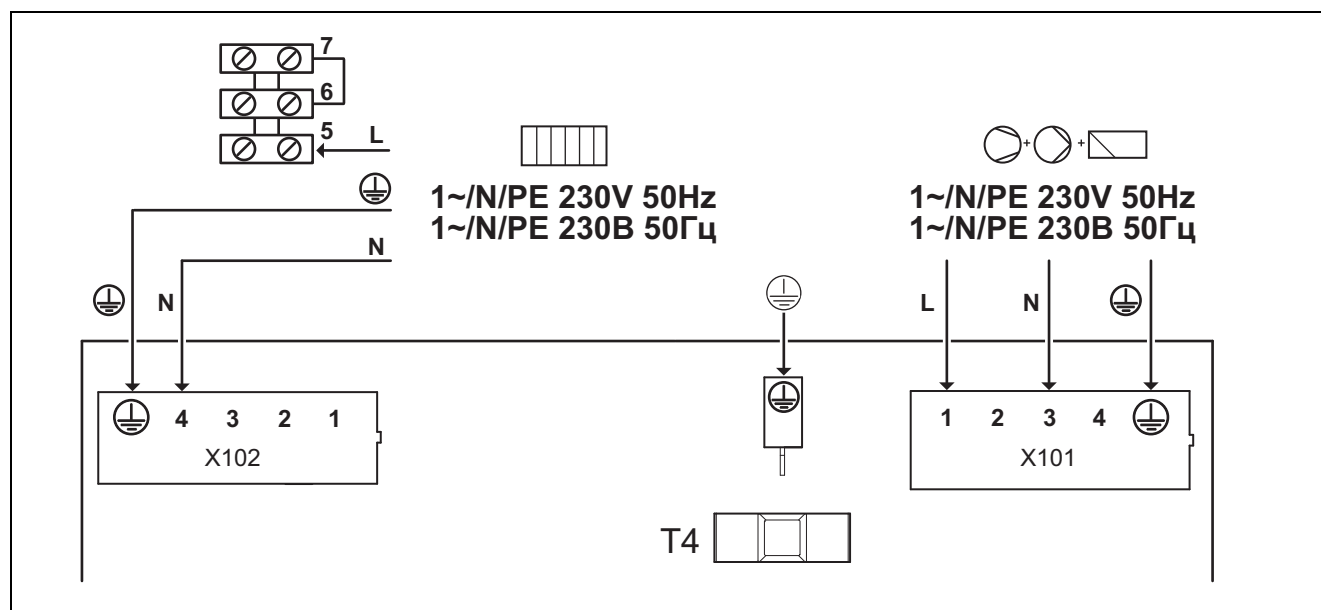 7
6
5
L
1~/N/PE 230V 50Hz
1~/N/PE 230В 50Гц
N
N
1~/N/PE 230V 50Hz
1~/N/PE 230В 50Гц
L
N
4 3 2 1
X102
1 2 3 4
X101
T4